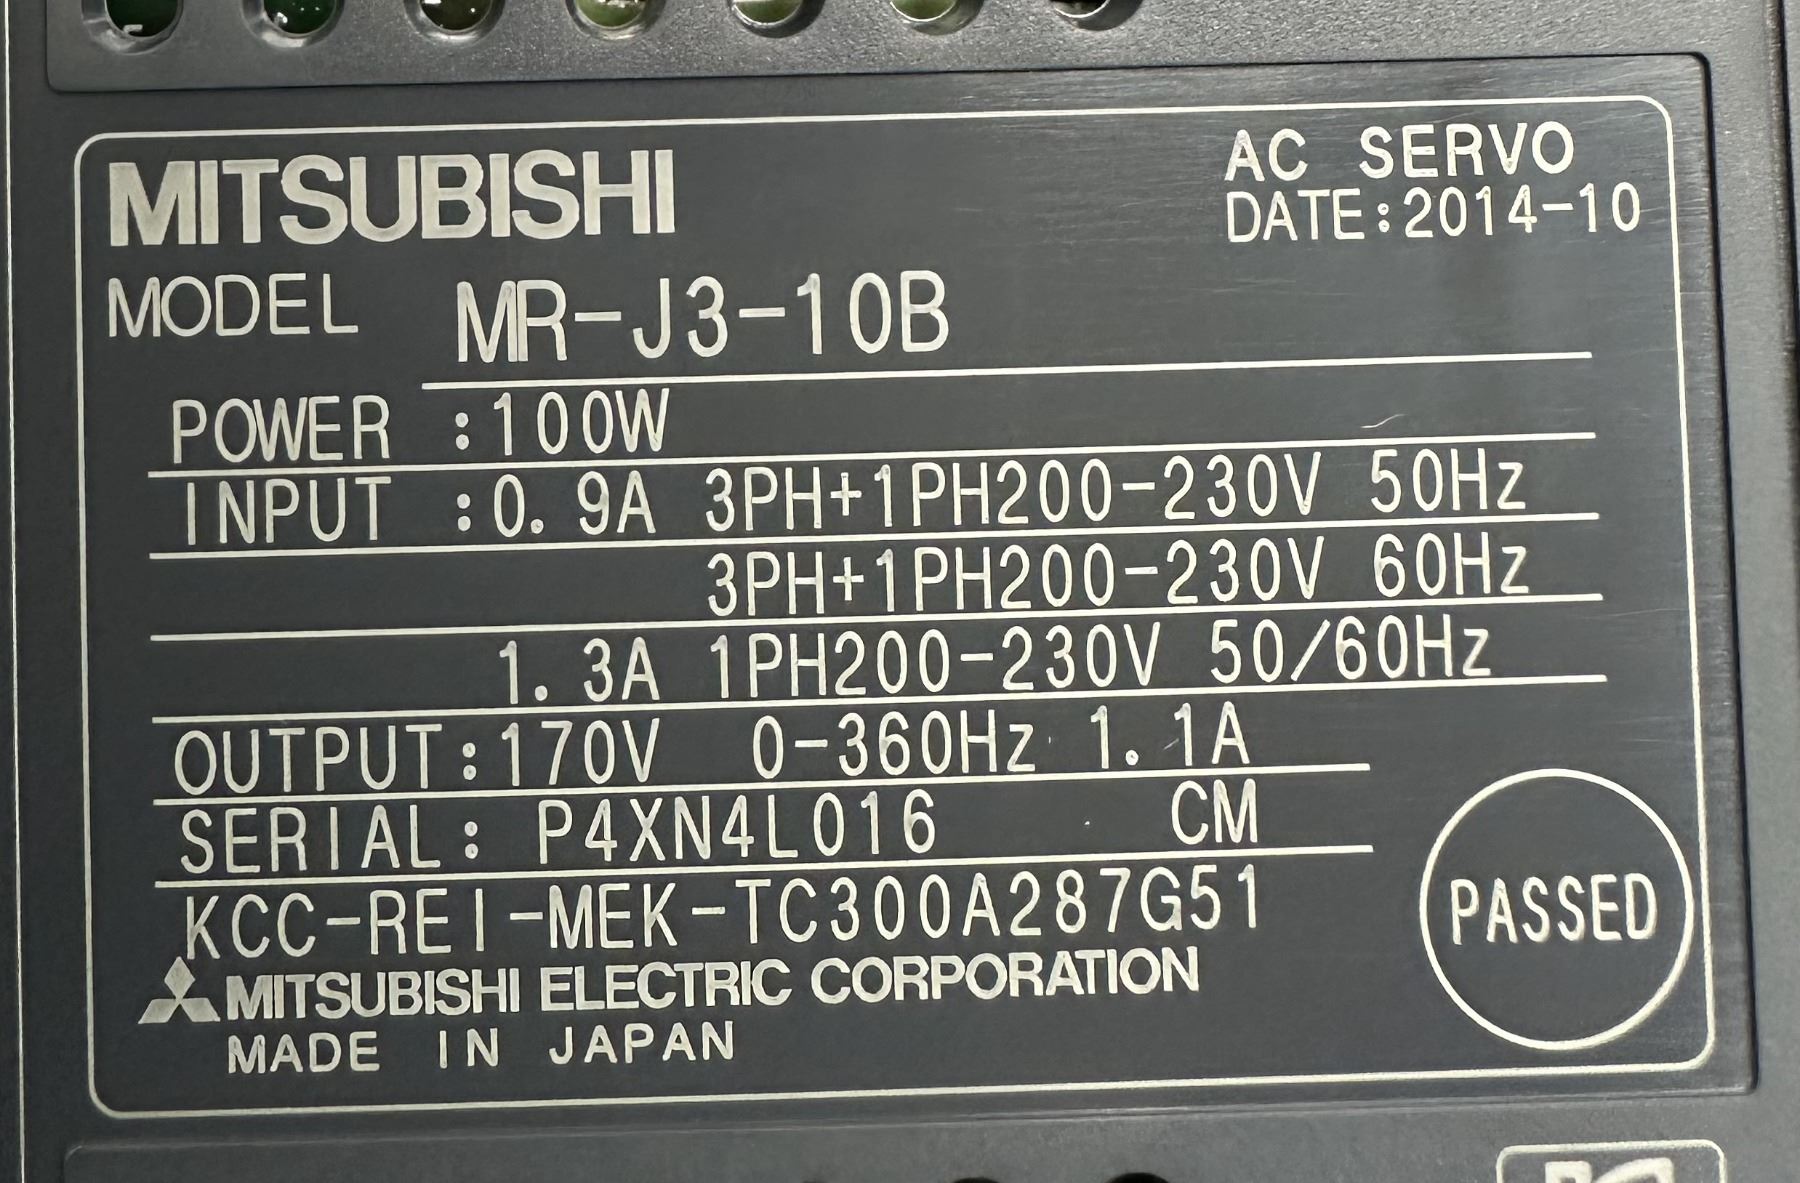 MITSUBISHI
AC SERVO
DATE:2014-10
MODEL MR-J3-10B
POWER :100W
INPUT :0.9A 3PH+1PH200-230V 50Hz
3PH+1PH200-230V 60Hz
1.3A 1PH200-230V 50/60Hz
OUTPUT:170V 0-360Hz 1.1A
SERIAL: P4XN4L016 CM
KCC-REI-MEK-TC300A287G51
MITSUBISHI ELECTRIC CORPORATION
MADE IN JAPAN
PASSED